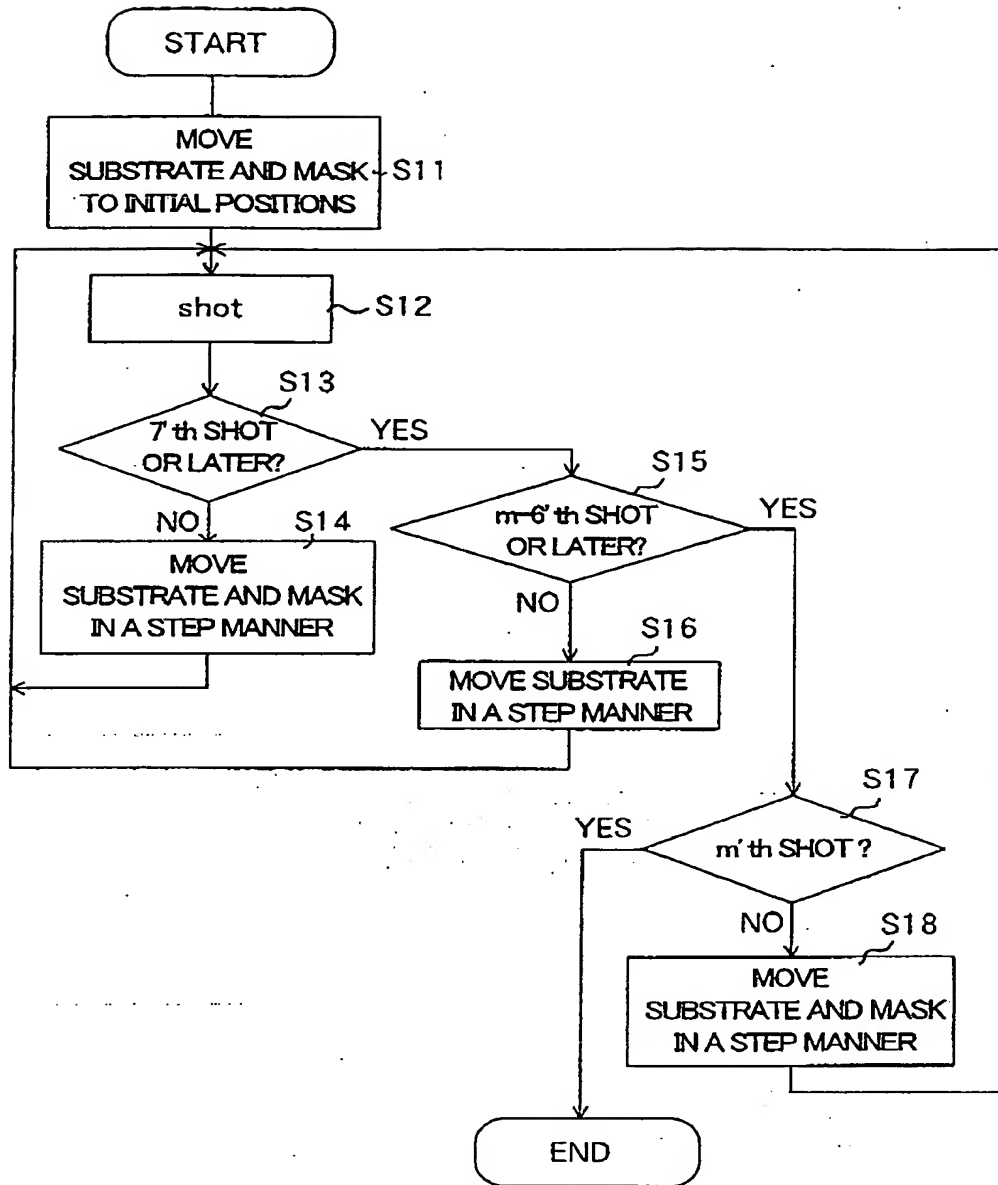 START
MOVE
SUBSTRATE AND MASK
TO INITIAL POSITIONS
S11
shot
S12
S13
7' th SHOT
OR LATER?
YES
NO
S14
MOVE
SUBSTRATE AND MASK
IN A STEP MANNER
S15
m-6' th SHOT
OR LATER?
YES
NO
S16
MOVE SUBSTRATE
IN A STEP MANNER
S17
m' th SHOT ?
YES
NO
S18
MOVE
SUBSTRATE AND MASK
IN A STEP MANNER
END